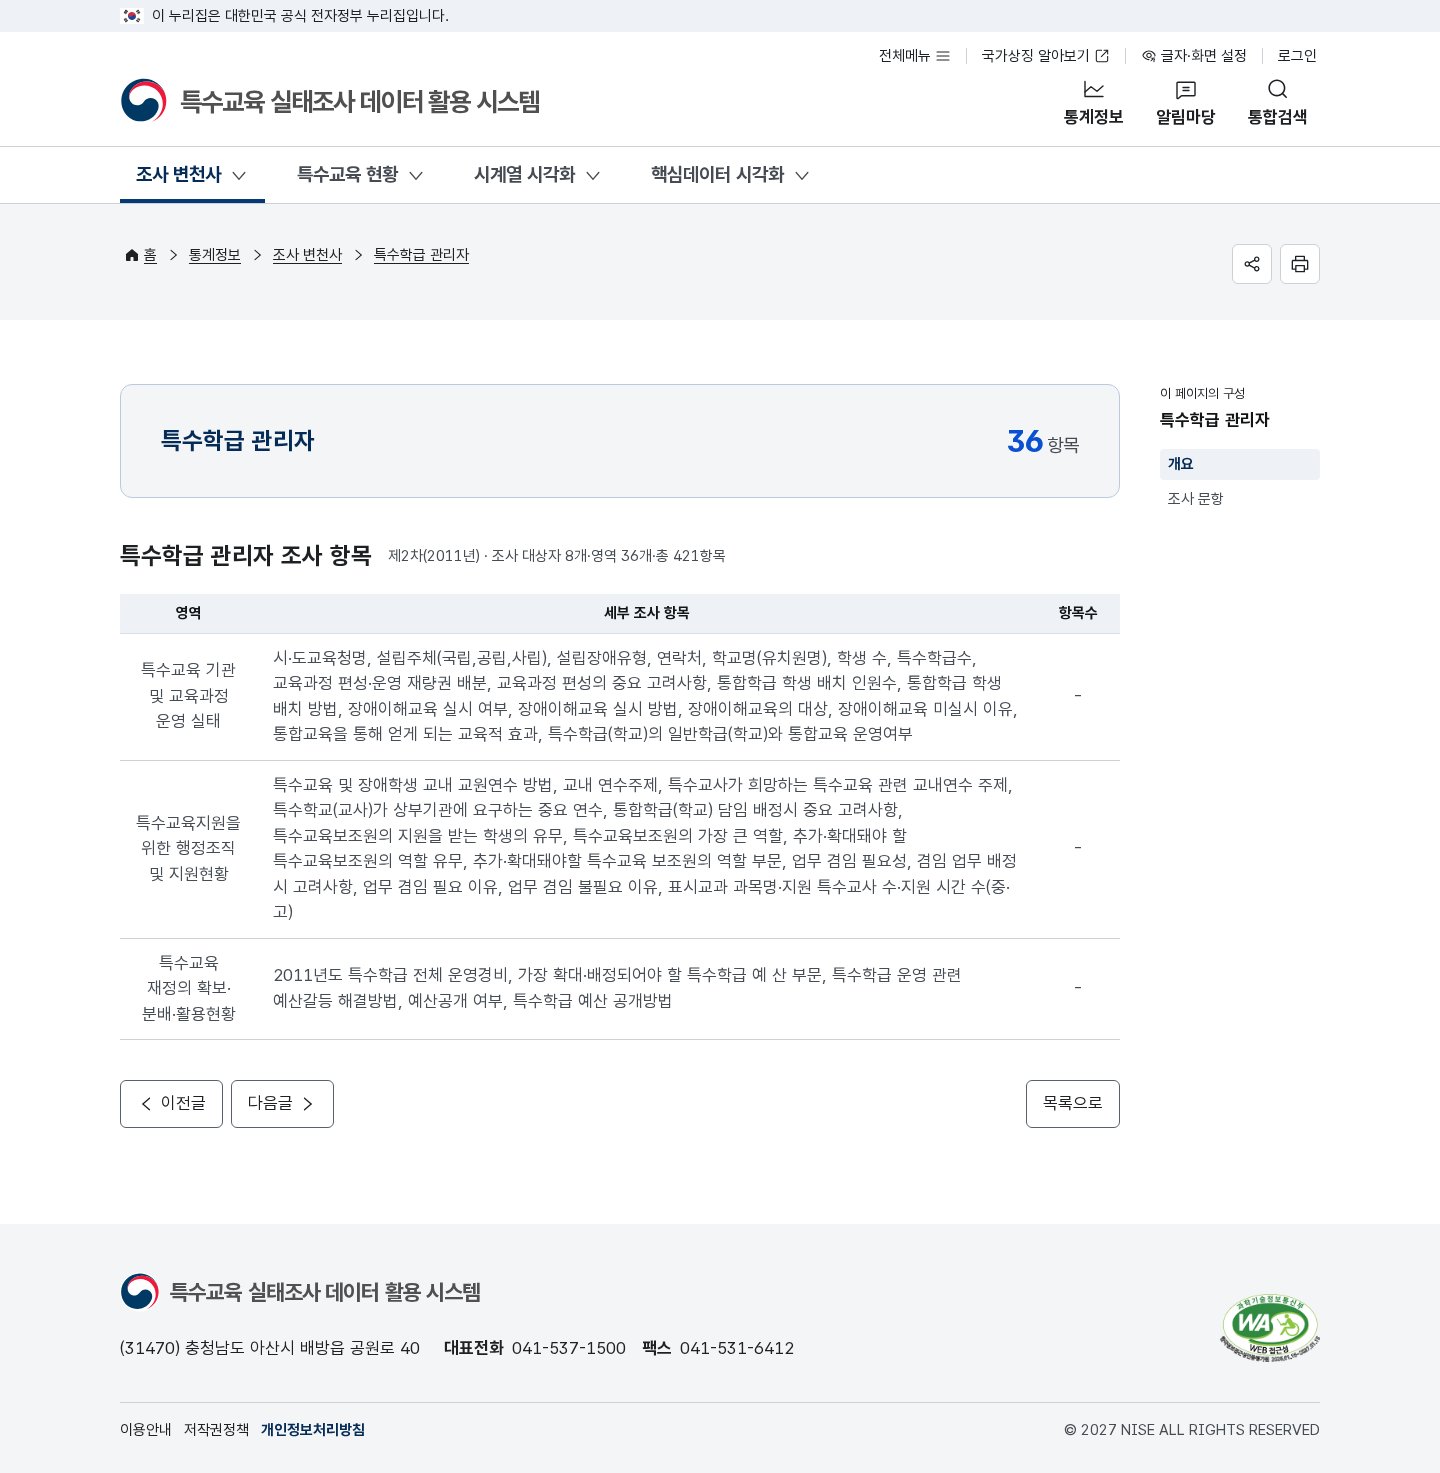 이 누리집은 대한민국 공식 전자정부 누리집입니다.
전체메뉴
국가상징 알아보기
글자·화면 설정
로그인
특수교육 실태조사 데이터 활용 시스템
통계정보
알림마당
통합검색
조사 변천사
특수교육 현황
시계열 시각화
핵심데이터 시각화
홈
통계정보
조사 변천사
특수학급 관리자
특수학급 관리자
36 항목
이 페이지의 구성
특수학급 관리자
개요
조사 문항
특수학급 관리자 조사 항목
제2차(2011년) · 조사 대상자 8개·영역 36개·총 421항목
영역
세부 조사 항목
항목수
특수교육 기관
및 교육과정
운영 실태
시·도교육청명, 설립주체(국립,공립,사립), 설립장애유형, 연락처, 학교명(유치원명), 학생 수, 특수학급수,
교육과정 편성·운영 재량권 배분, 교육과정 편성의 중요 고려사항, 통합학급 학생 배치 인원수, 통합학급 학생
배치 방법, 장애이해교육 실시 여부, 장애이해교육 실시 방법, 장애이해교육의 대상, 장애이해교육 미실시 이유,
통합교육을 통해 얻게 되는 교육적 효과, 특수학급(학교)의 일반학급(학교)와 통합교육 운영여부
-
특수교육지원을
위한 행정조직
및 지원현황
특수교육 및 장애학생 교내 교원연수 방법, 교내 연수주제, 특수교사가 희망하는 특수교육 관련 교내연수 주제,
특수학교(교사)가 상부기관에 요구하는 중요 연수, 통합학급(학교) 담임 배정시 중요 고려사항,
특수교육보조원의 지원을 받는 학생의 유무, 특수교육보조원의 가장 큰 역할, 추가·확대돼야 할
특수교육보조원의 역할 유무, 추가·확대돼야할 특수교육 보조원의 역할 부문, 업무 겸임 필요성, 겸임 업무 배정
시 고려사항, 업무 겸임 필요 이유, 업무 겸임 불필요 이유, 표시교과 과목명·지원 특수교사 수·지원 시간 수(중·
고)
-
특수교육
재정의 확보·
분배·활용현황
2011년도 특수학급 전체 운영경비, 가장 확대·배정되어야 할 특수학급 예 산 부문, 특수학급 운영 관련
예산갈등 해결방법, 예산공개 여부, 특수학급 예산 공개방법
-
이전글
다음글
목록으로
특수교육 실태조사 데이터 활용 시스템
(31470) 충청남도 아산시 배방읍 공원로 40 대표전화 041-537-1500 팩스 041-531-6412
과학기술정보통신부
WA
WEB 접근성
이용안내
저작권정책
개인정보처리방침
© 2027 NISE ALL RIGHTS RESERVED